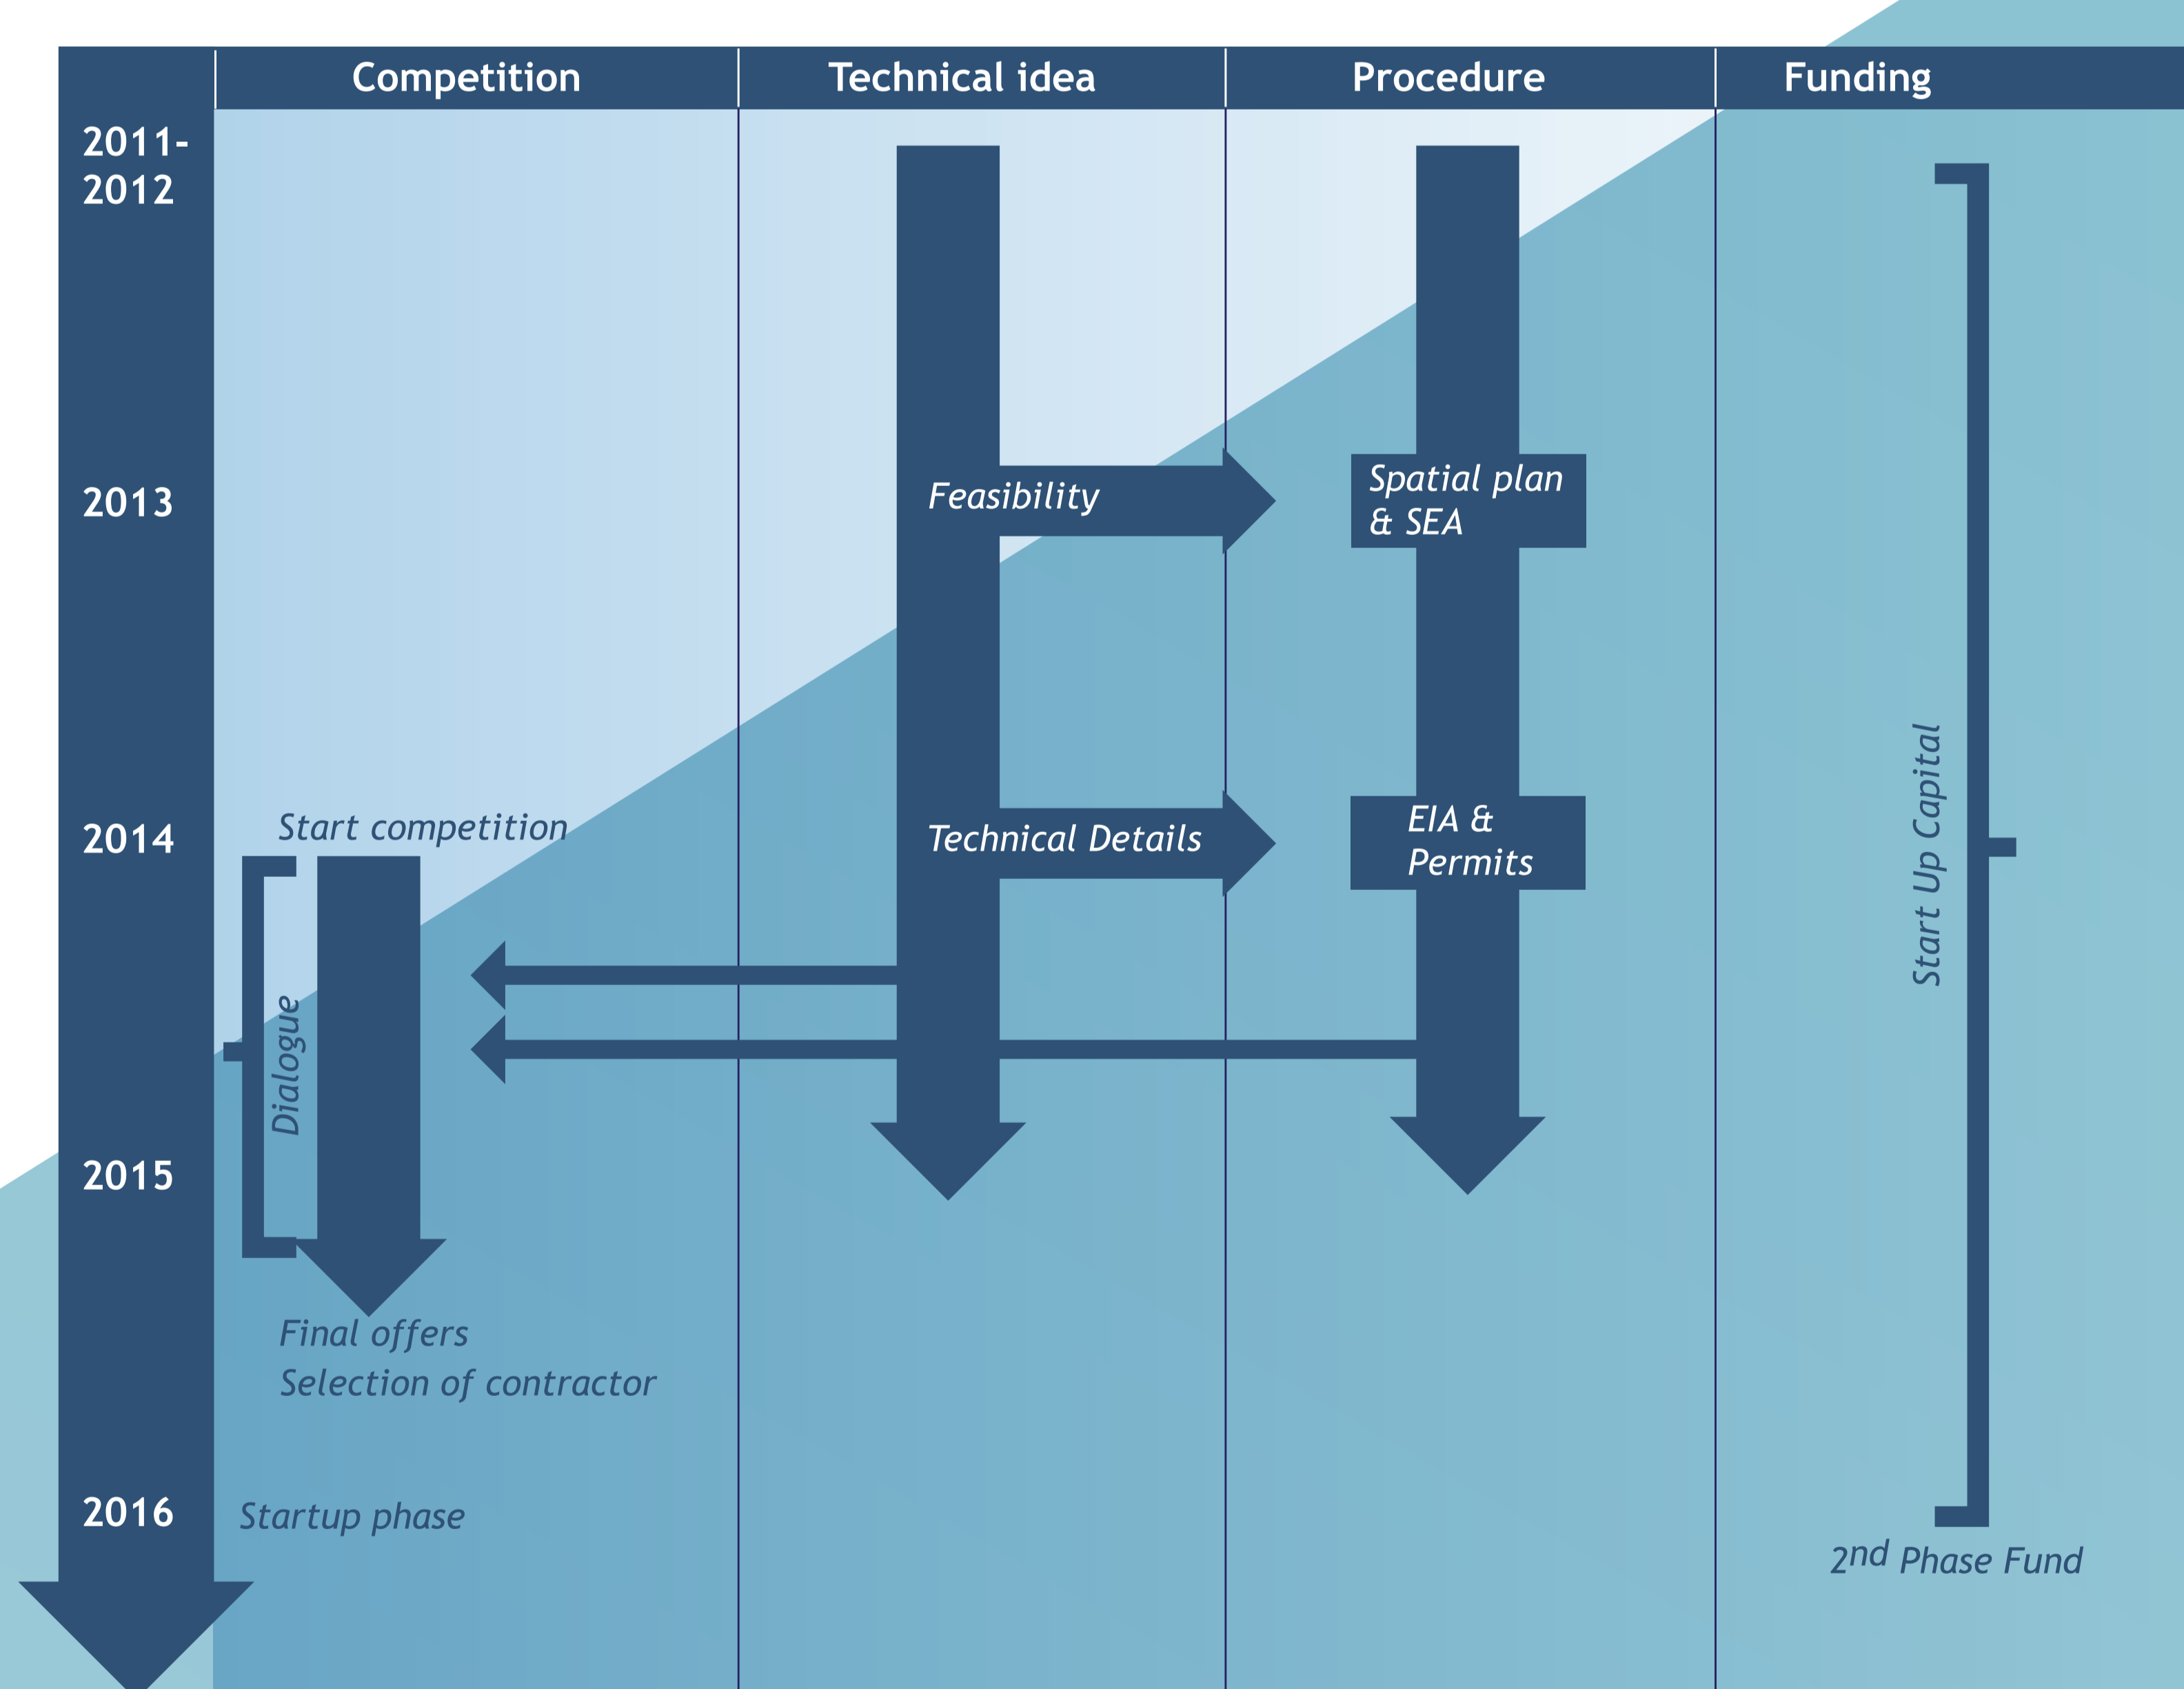 Competition
Technical idea
Procedure
Funding
2011-
2012
2013
Feasibility
Spatial plan
& SEA
2014
Start competition
Technical Details
EIA &
Permits
Start Up Capital
Dialogue
2015
Final offers
Selection of contractor
2016
Startup phase
2nd Phase Fund